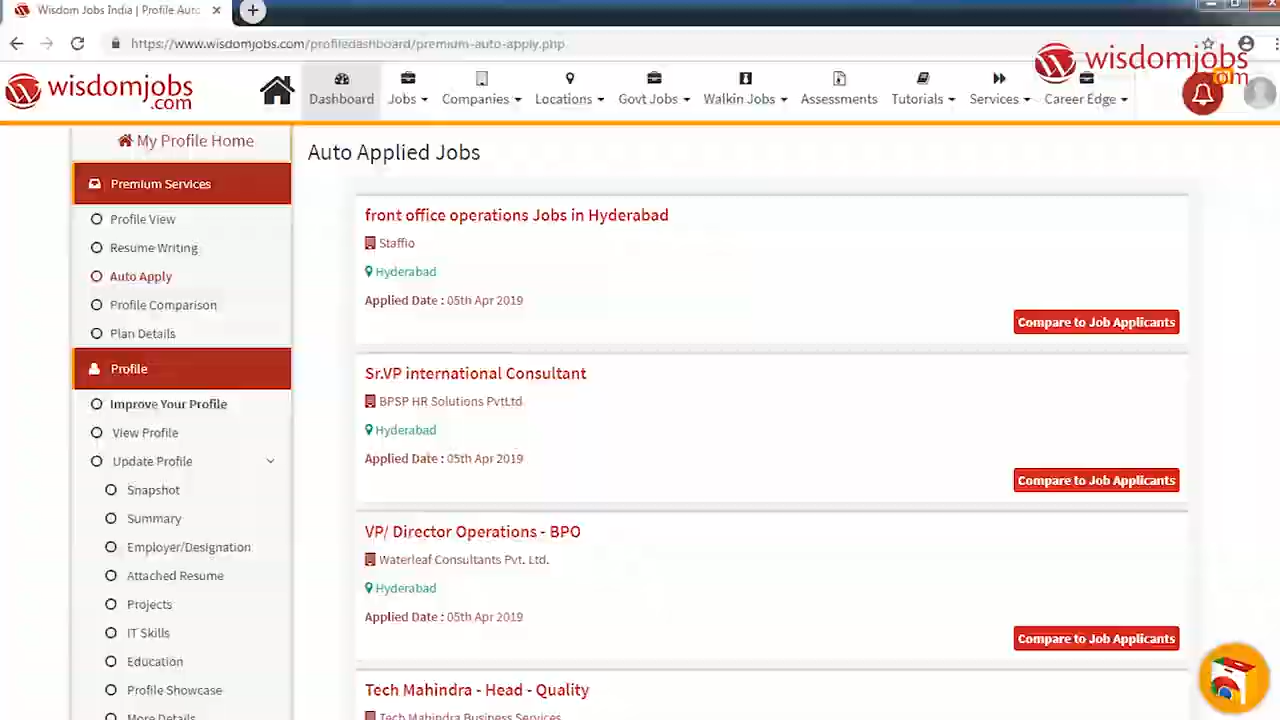 Wisdom Jobs India | Profile Auto
https://www.wisdomjobs.com/profiledashboard/premium-auto-apply.php
wisdomjobs
.com
Dashboard
Jobs
Companies
Locations
Govt Jobs
Walkin Jobs
Assessments
Tutorials
Services
Career Edge
wisdomjobs
.com
My Profile Home
Premium Services
Profile View
Resume Writing
Auto Apply
Profile Comparison
Plan Details
Profile
Improve Your Profile
View Profile
Update Profile
Snapshot
Summary
Employer/Designation
Attached Resume
Projects
IT Skills
Education
Profile Showcase
More Details
Auto Applied Jobs
front office operations Jobs in Hyderabad
Staffio
Hyderabad
Applied Date : 05th Apr 2019
Compare to Job Applicants
Sr.VP international Consultant
BPSP HR Solutions PvtLtd
Hyderabad
Applied Date : 05th Apr 2019
Compare to Job Applicants
VP/ Director Operations - BPO
Waterleaf Consultants Pvt. Ltd.
Hyderabad
Applied Date : 05th Apr 2019
Compare to Job Applicants
Tech Mahindra - Head - Quality
Tech Mahindra Business Services